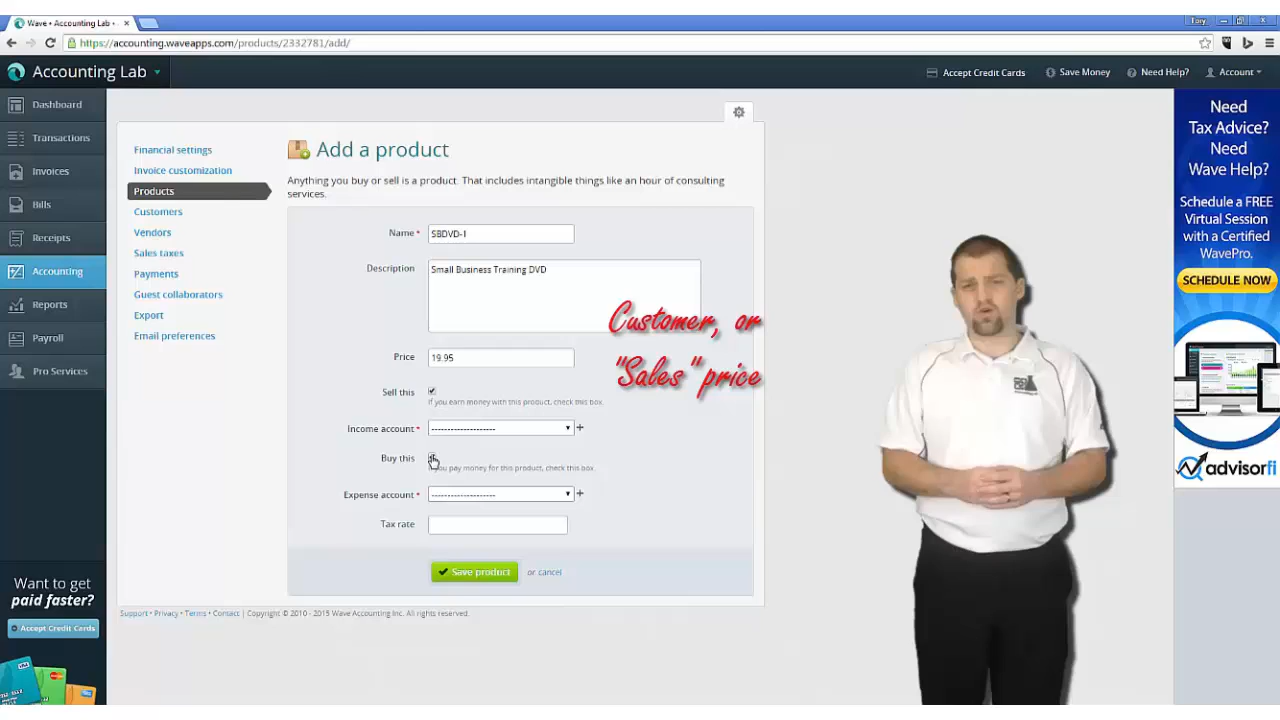 Wave • Accounting Lab •
Tory
https://accounting.waveapps.com/products/2332781/add/
Accounting Lab
Accept Credit Cards
Save Money
Need Help?
Account
Dashboard
Transactions
Invoices
Bills
Receipts
Accounting
Reports
Payroll
Pro Services
Want to get
paid faster?
Accept Credit Cards
Financial settings
Invoice customization
Products
Customers
Vendors
Sales taxes
Payments
Guest collaborators
Export
Email preferences
Add a product
Anything you buy or sell is a product. That includes intangible things like an hour of consulting
services.
Name *
SBDVD-1
Description
Small Business Training DVD
Customer, or
"Sales" price
Price
19.95
Sell this
If you earn money with this product, check this box.
Income account *
--------------------
Buy this
you pay money for this product, check this box.
Expense account *
--------------------
Tax rate
Save product
or cancel
Support • Privacy • Terms • Contact | Copyright © 2010 - 2015 Wave Accounting Inc. All rights reserved.
Need
Tax Advice?
Need
Wave Help?
Schedule a FREE
Virtual Session
with a Certified
WavePro.
SCHEDULE NOW
advisorfi